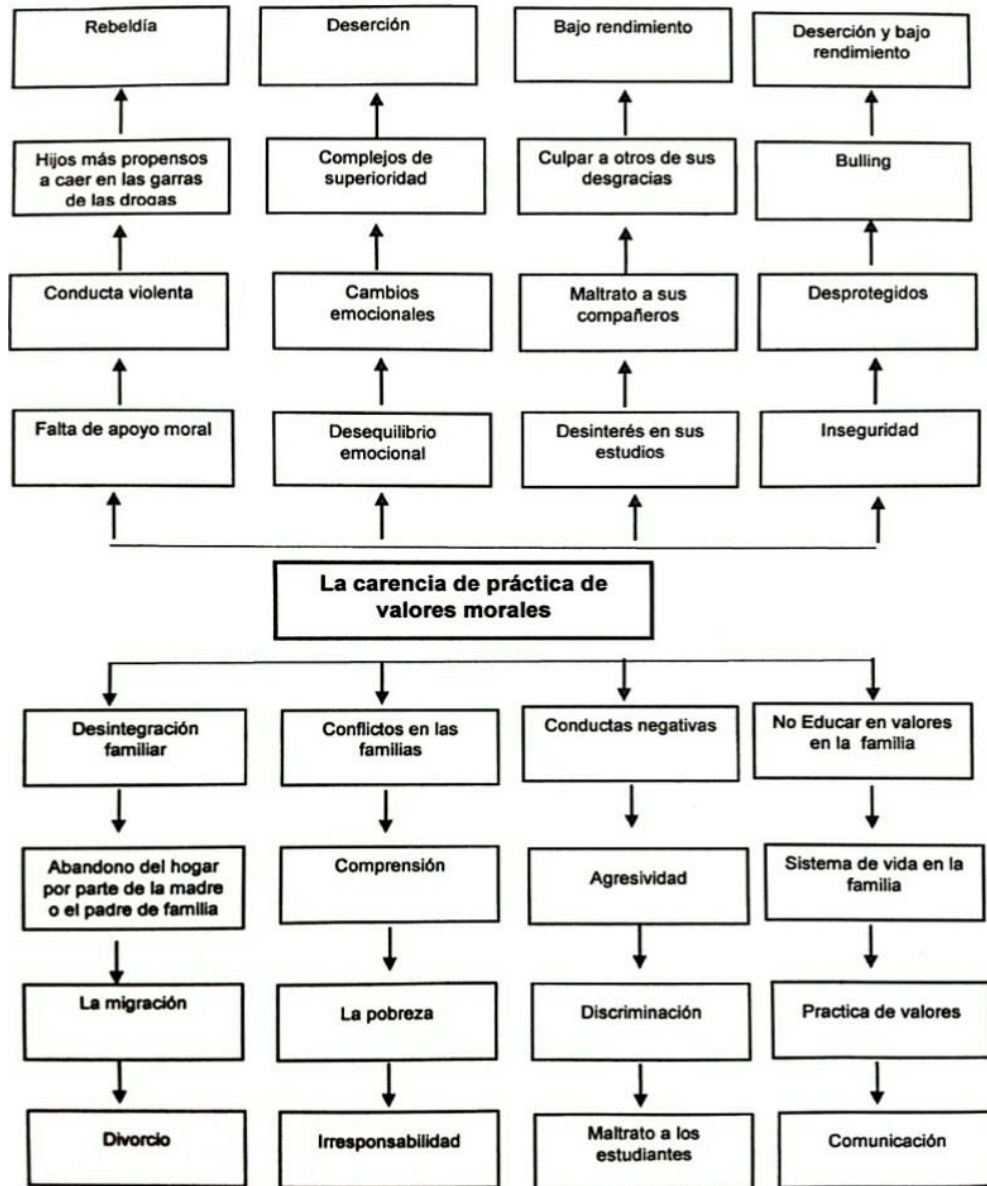 Rebeldía
Deserción
Bajo rendimiento
Deserción y bajo
rendimiento
Hijos más propensos
a caer en las garras
de las drogas
Complejos de
superioridad
Culpar a otros de sus
desgracias
Bulling
Conducta violenta
Cambios
emocionales
Maltrato a sus
compañeros
Desprotegidos
Falta de apoyo moral
Desequilibrio
emocional
Desinterés en sus
estudios
Inseguridad
La carencia de práctica de
valores morales
Desintegración
familiar
Conflictos en las
familias
Conductas negativas
No Educar en valores
en la familia
Abandono del hogar
por parte de la madre
o el padre de familia
Comprensión
Agresividad
Sistema de vida en la
familia
La migración
La pobreza
Discriminación
Practica de valores
Divorcio
Irresponsabilidad
Maltrato a los
estudiantes
Comunicación